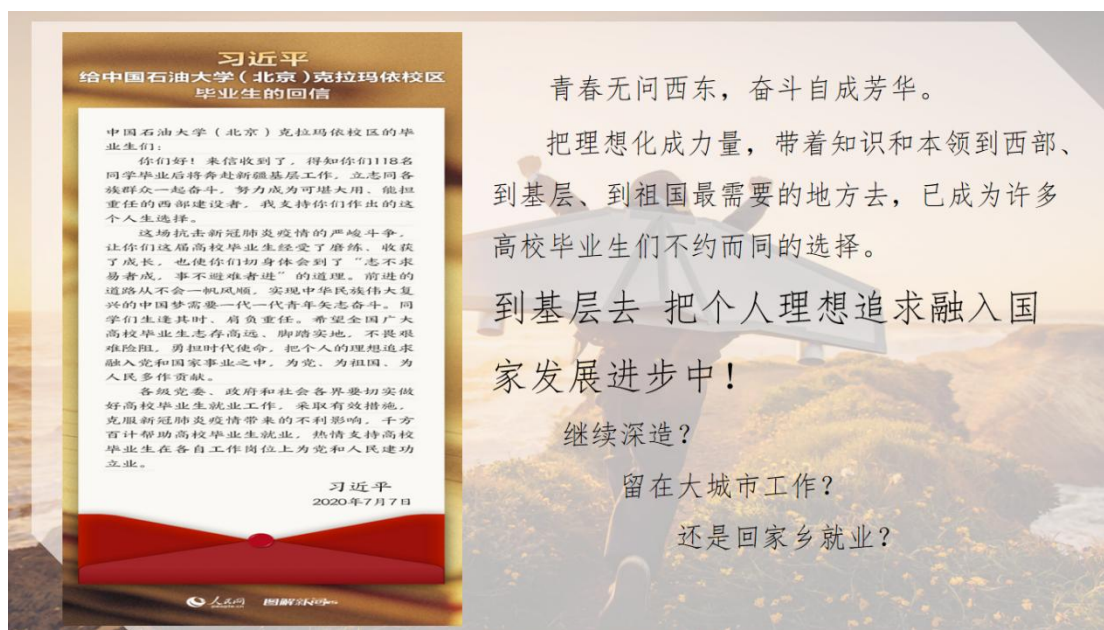 习近平
给中国石油大学（北京）克拉玛依校区
毕业生的回信
中国石油大学（北京）克拉玛依校区的毕
业生们：
你们好！来信收到了，得知你们118名
同学毕业后将奔赴新疆基层工作，立志同各
族群众一起奋斗，努力成为可堪大用、能担
重任的西部建设者，我支持你们作出的这
个人生选择。
这场抗击新冠肺炎疫情的严峻斗争，
让你们这届高校毕业生经受了磨练、收获
了成长，也使你们切身体会到了“志不求
易者成，事不避难者进”的道理。前进的
道路从不会一帆风顺，实现中华民族伟大复
兴的中国梦需要一代一代青年矢志奋斗。同
学们生逢其时、肩负重任。希望全国广大
高校毕业生志存高远、脚踏实地，不畏艰
难险阻，勇担时代使命，把个人的理想追求
融入党和国家事业之中，为党、为祖国、为
人民多作贡献。
各级党委、政府和社会各界要切实做
好高校毕业生就业工作，采取有效措施，
克服新冠肺炎疫情带来的不利影响，千方
百计帮助高校毕业生就业，热情支持高校
毕业生在各自工作岗位上为党和人民建功
立业。
习近平
2020年7月7日
人民网 图解新闻
青春无问西东，奋斗自成芳华。
把理想化成力量，带着知识和本领到西部、
到基层、到祖国最需要的地方去，已成为许多
高校毕业生们不约而同的选择。
到基层去 把个人理想追求融入国
家发展进步中！
继续深造？
留在大城市工作？
还是回家乡就业？